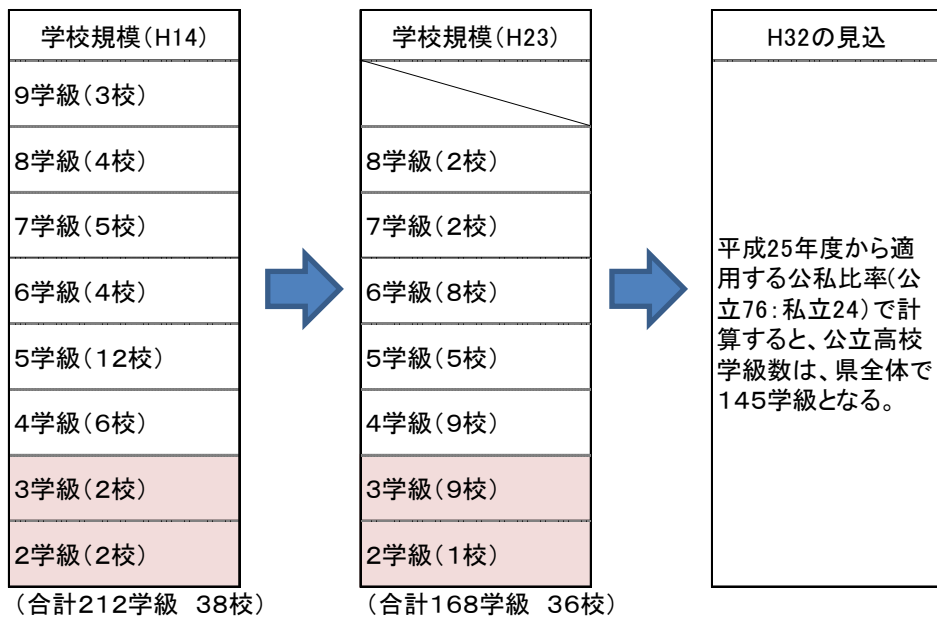 学校規模(H14)
9学級(3校)
8学級(4校)
7学級(5校)
6学級(4校)
5学級(12校)
4学級(6校)
3学級(2校)
2学級(2校)
(合計212学級 38校)
学校規模(H23)
8学級(2校)
7学級(2校)
6学級(8校)
5学級(5校)
4学級(9校)
3学級(9校)
2学級(1校)
(合計168学級 36校)
H32の見込
平成25年度から適
用する公私比率(公
立76:私立24)で計
算すると、公立高校
学級数は、県全体で
145学級となる。